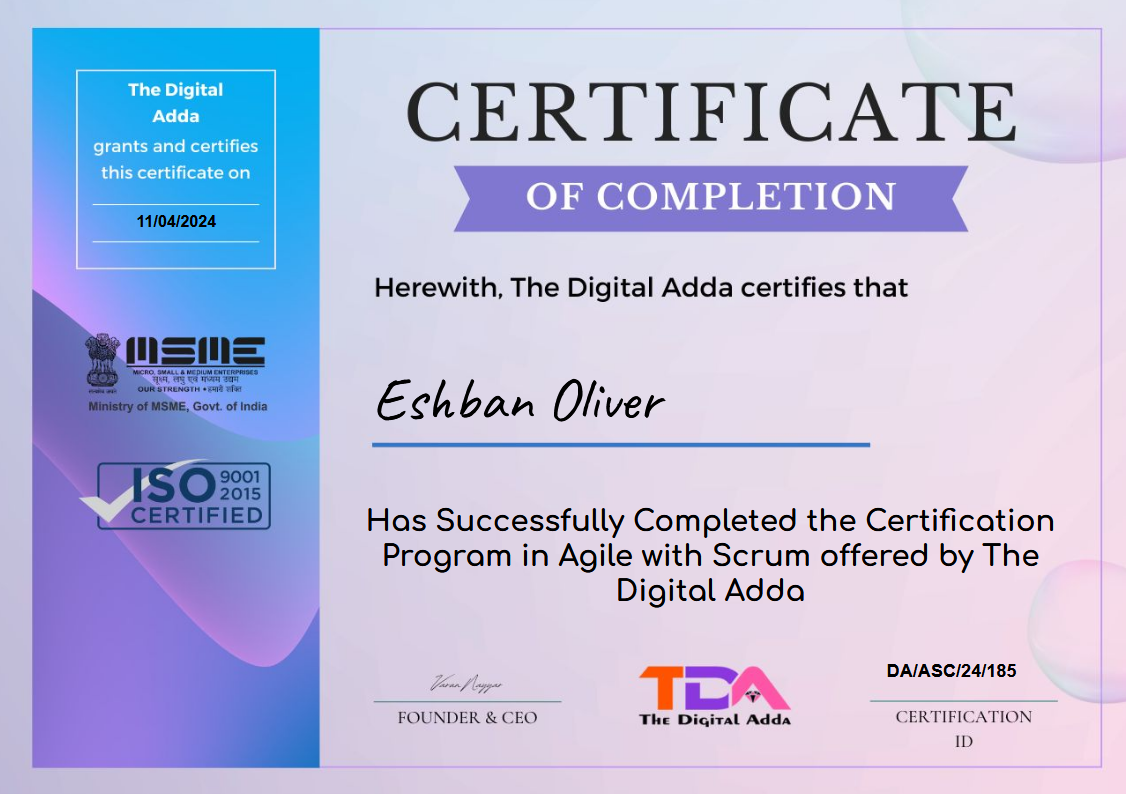 The Digital
Adda
grants and certifies
this certificate on
11/04/2024
MSME
MICRO, SMALL & MEDIUM ENTERPRISES
सूक्ष्म, लघु एवं मध्यम उद्यम
OUR STRENGTH • हमारी शक्ति
Ministry of MSME, Govt. of India
ISO 9001
2015
CERTIFIED
CERTIFICATE
OF COMPLETION
Herewith, The Digital Adda certifies that
Eshban Oliver
Has Successfully Completed the Certification
Program in Agile with Scrum offered by The
Digital Adda
FOUNDER & CEO
TDA
The Digital Adda
DA/ASC/24/185
CERTIFICATION
ID